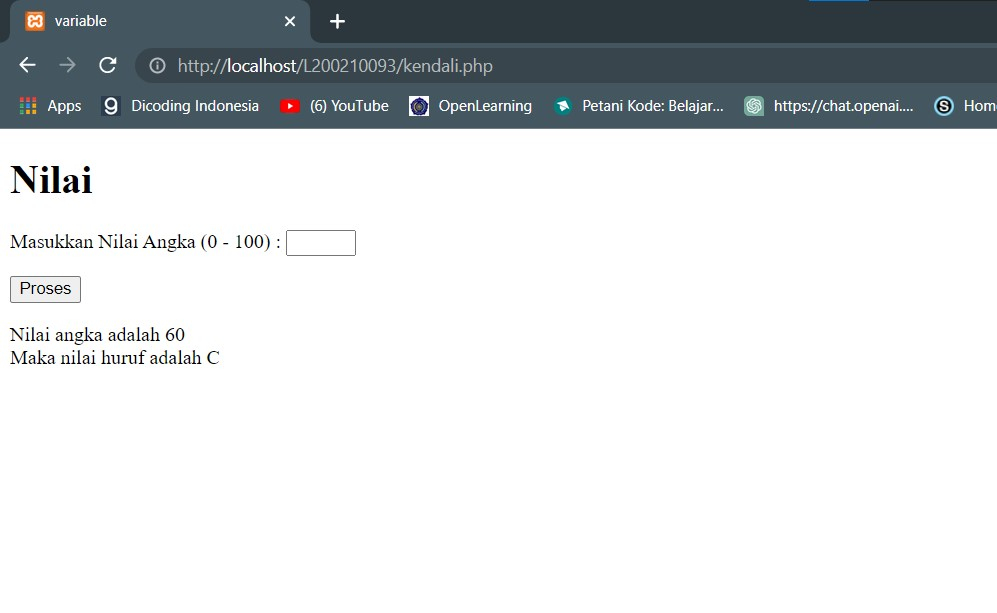 variable
http://localhost/L200210093/kendali.php
Apps Dicoding Indonesia (6) YouTube OpenLearning Petani Kode: Belajar... https://chat.openai.... Hom
Nilai
Masukkan Nilai Angka (0 - 100) :
Proses
Nilai angka adalah 60
Maka nilai huruf adalah C